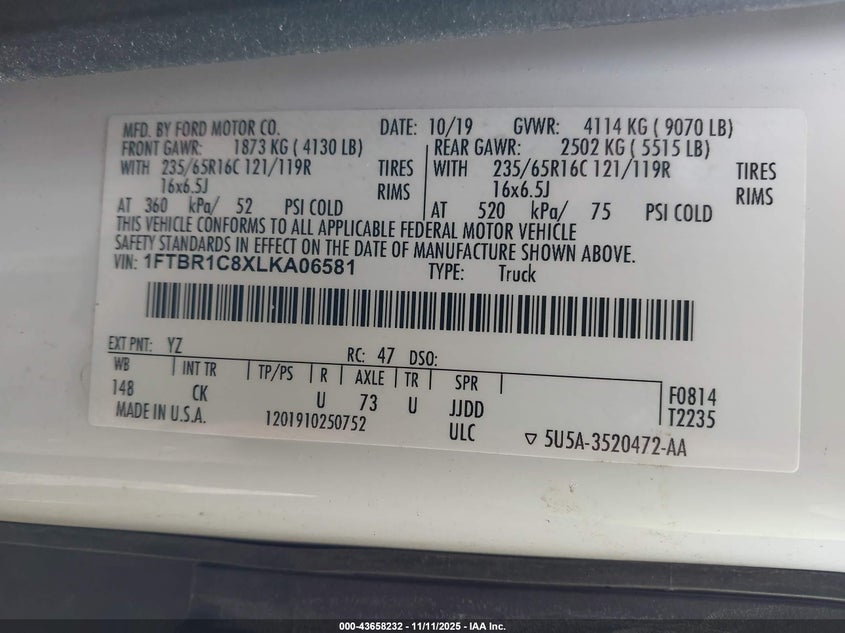 MFD. BY FORD MOTOR CO. DATE: 10/19 GVWR: 4114 KG ( 9070 LB)
FRONT GAWR: 1873 KG ( 4130 LB) REAR GAWR: 2502 KG ( 5515 LB)
WITH 235/65R16C 121/119R TIRES WITH 235/65R16C 121/119R TIRES
16x6.5J RIMS 16x6.5J RIMS
AT 360 kPa/ 52 PSI COLD AT 520 kPa/ 75 PSI COLD
THIS VEHICLE CONFORMS TO ALL APPLICABLE FEDERAL MOTOR VEHICLE
SAFETY STANDARDS IN EFFECT ON THE DATE OF MANUFACTURE SHOWN ABOVE.
VIN: 1FTBR1C8XLKA06581 TYPE: Truck
EXT PNT: YZ RC: 47 DSO:
WB INT TR TP/PS R AXLE TR SPR
148 CK U 73 U JJDD F0814
MADE IN U.S.A. 1201910250752 ULC T2235
5U5A-3520472-AA
000-43658232 - 11/11/2025 - IAA Inc.